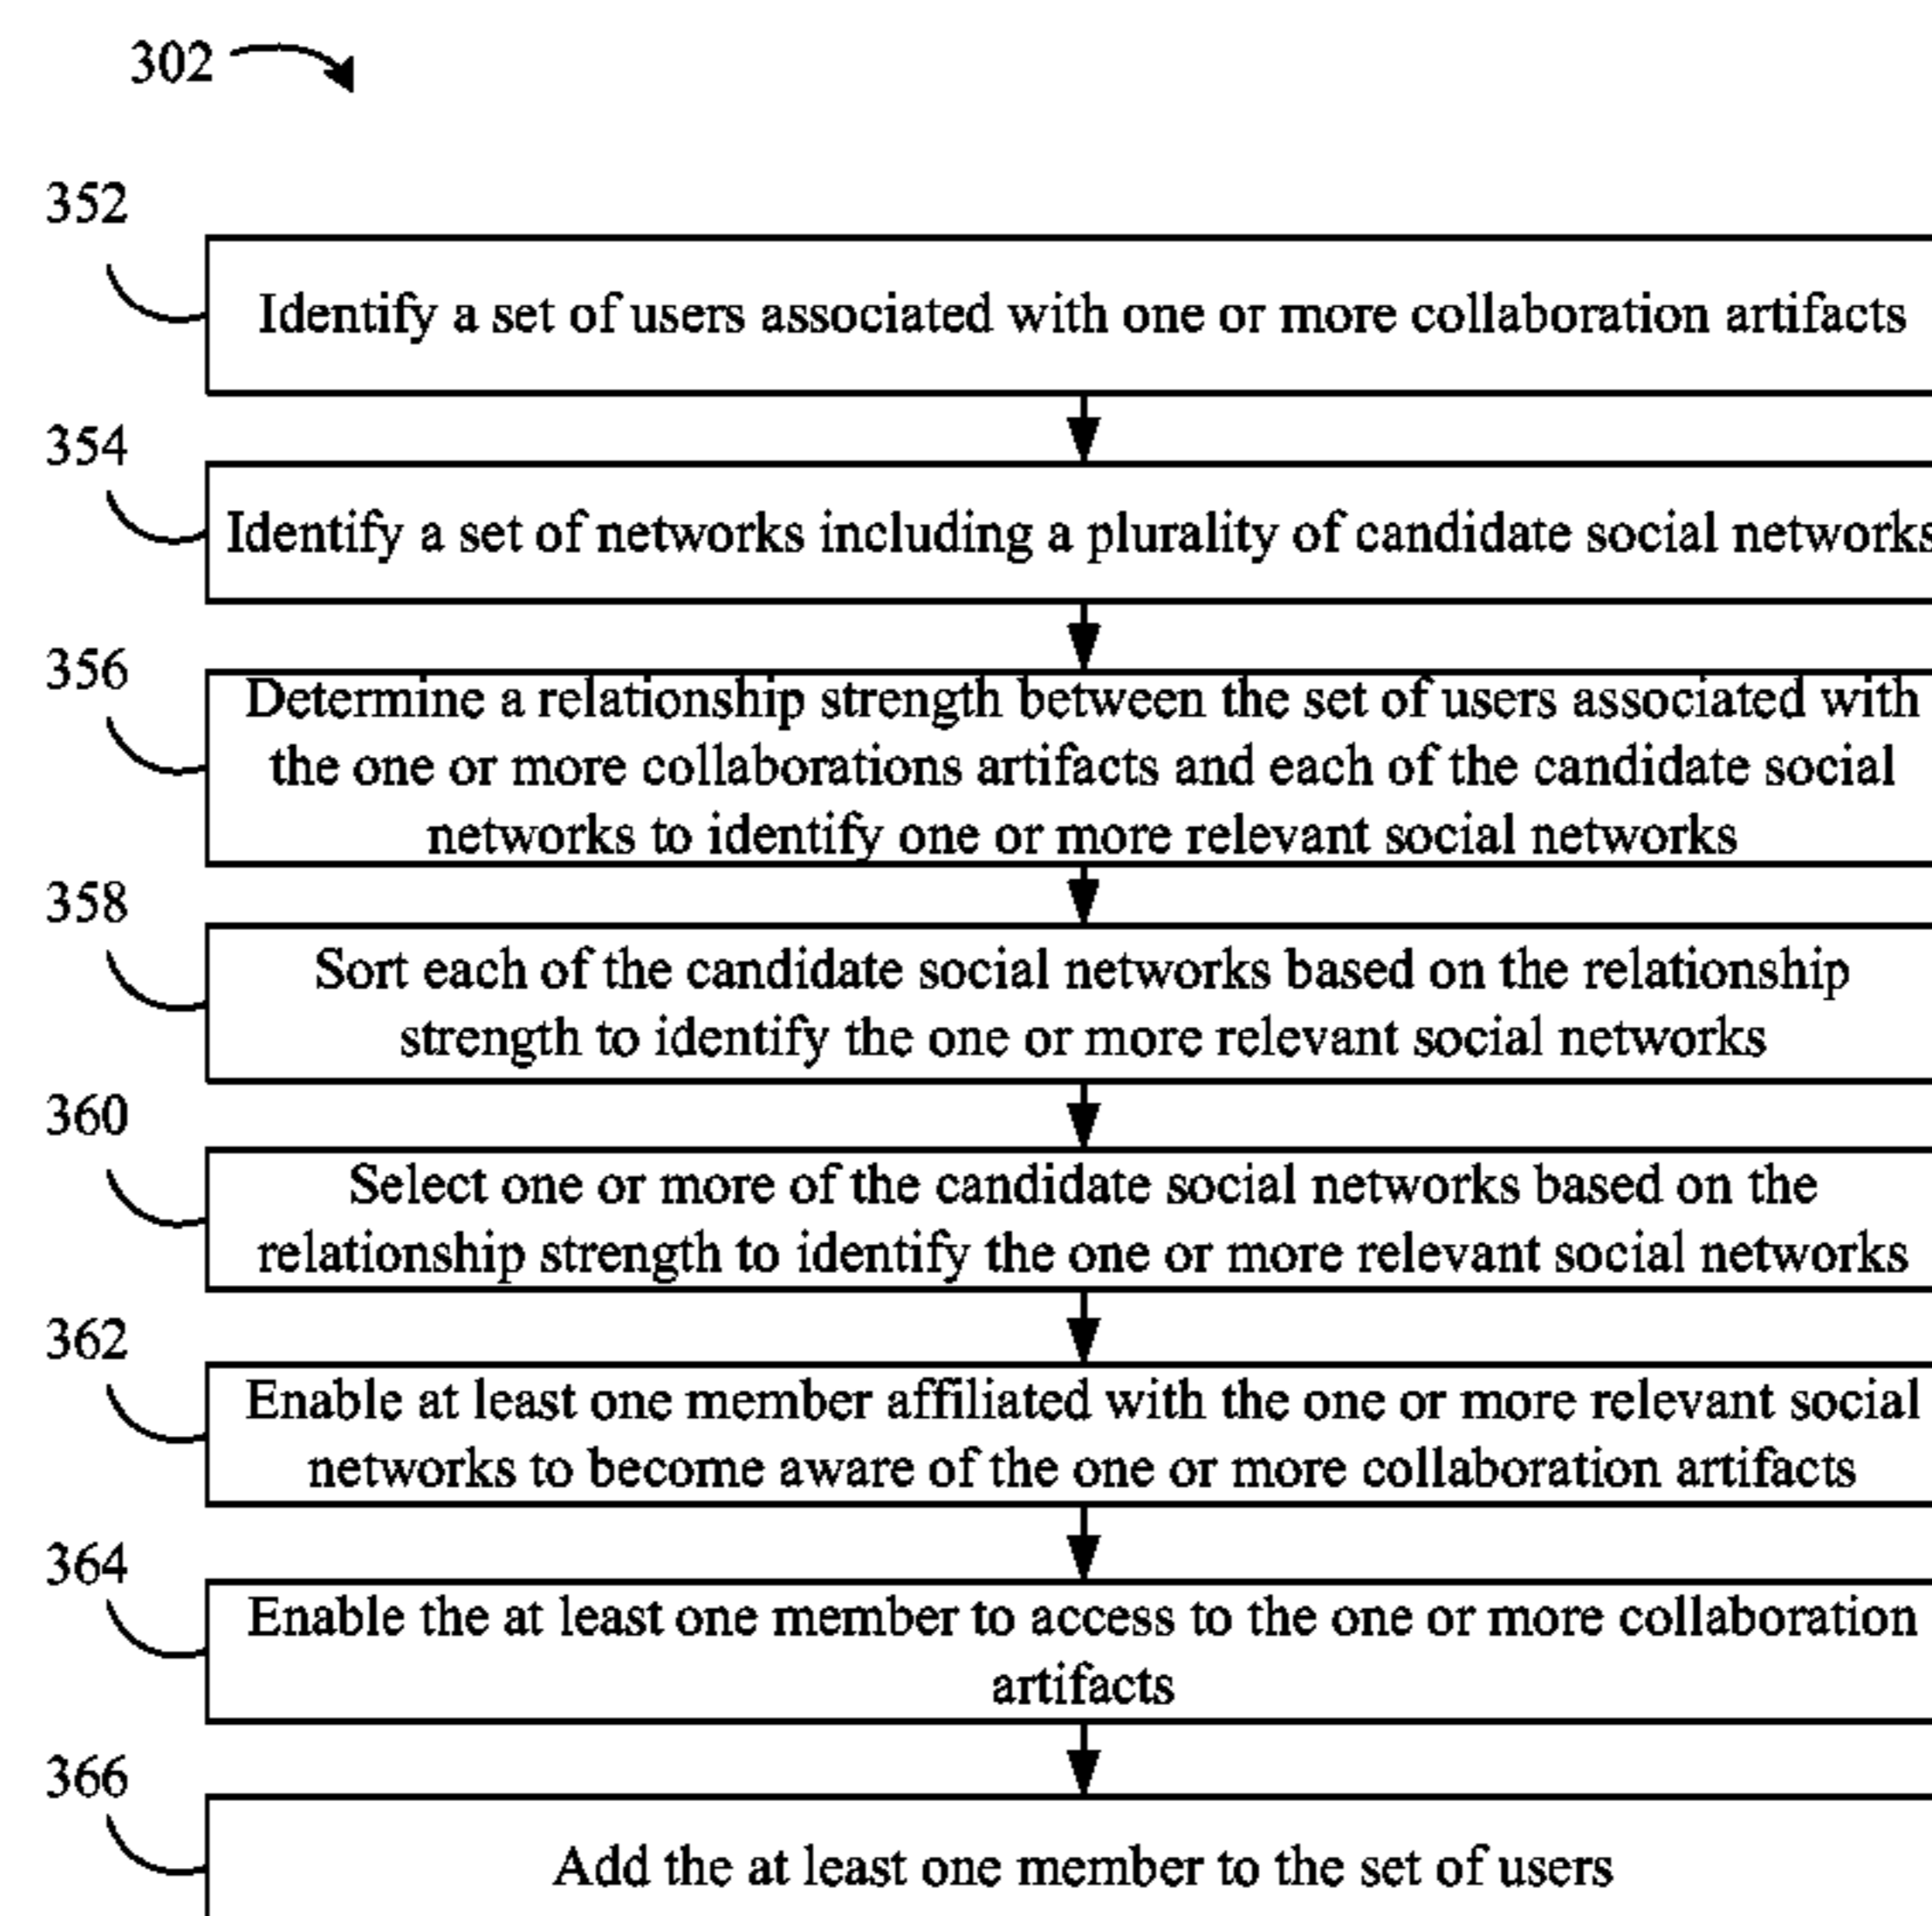 302
352
Identify a set of users associated with one or more collaboration artifacts
354
Identify a set of networks including a plurality of candidate social networks
356
Determine a relationship strength between the set of users associated with
the one or more collaborations artifacts and each of the candidate social
networks to identify one or more relevant social networks
358
Sort each of the candidate social networks based on the relationship
strength to identify the one or more relevant social networks
360
Select one or more of the candidate social networks based on the
relationship strength to identify the one or more relevant social networks
362
Enable at least one member affiliated with the one or more relevant social
networks to become aware of the one or more collaboration artifacts
364
Enable the at least one member to access to the one or more collaboration
artifacts
366
Add the at least one member to the set of users